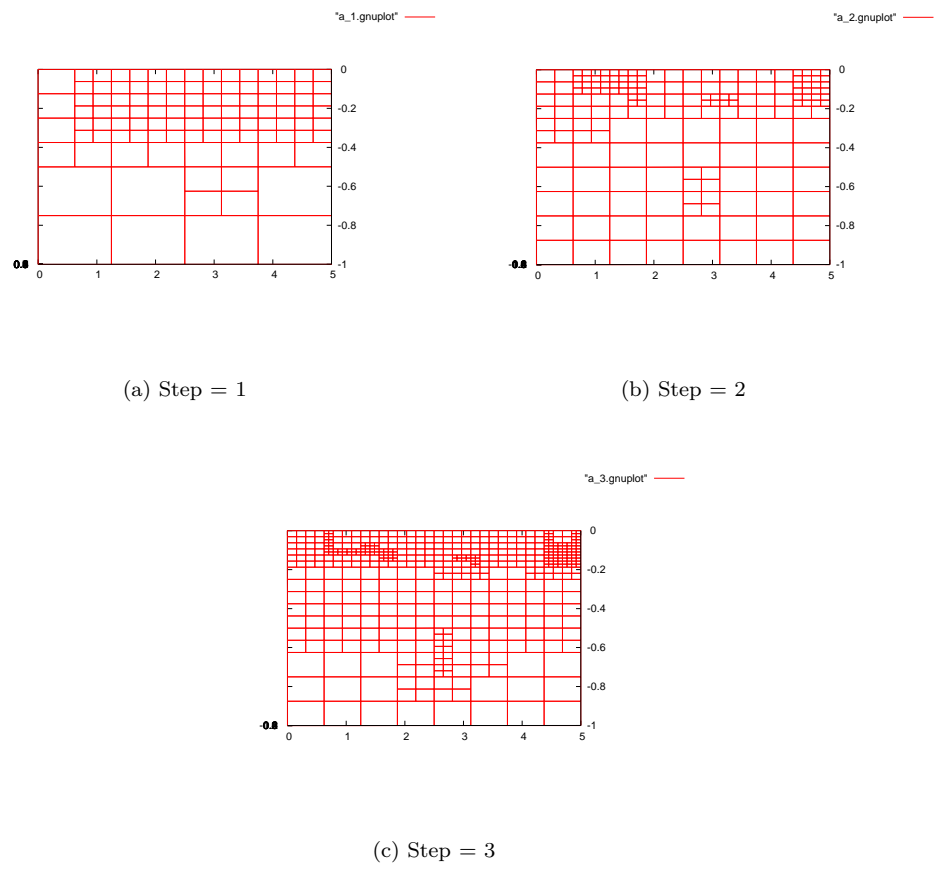 "a_1.gnuplot"
0
-0.2
-0.4
-0.6
-0.8
-1
0 1 2 3 4 5
(a) Step = 1
"a_2.gnuplot"
0
-0.2
-0.4
-0.6
-0.8
-1
0 1 2 3 4 5
(b) Step = 2
"a_3.gnuplot"
0
-0.2
-0.4
-0.6
-0.8
-1
0 1 2 3 4 5
(c) Step = 3